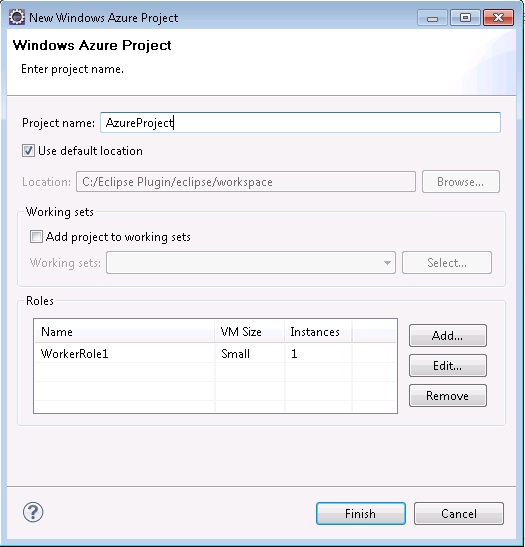 New Windows Azure Project
Windows Azure Project
Enter project name.
Project name: AzureProject
Use default location
Location: C:/Eclipse Plugin/eclipse/workspace Browse...
Working sets
Add project to working sets
Working sets: Select...
Roles
Name VM Size Instances
WorkerRole1 Small 1
Add...
Edit...
Remove
? Finish Cancel